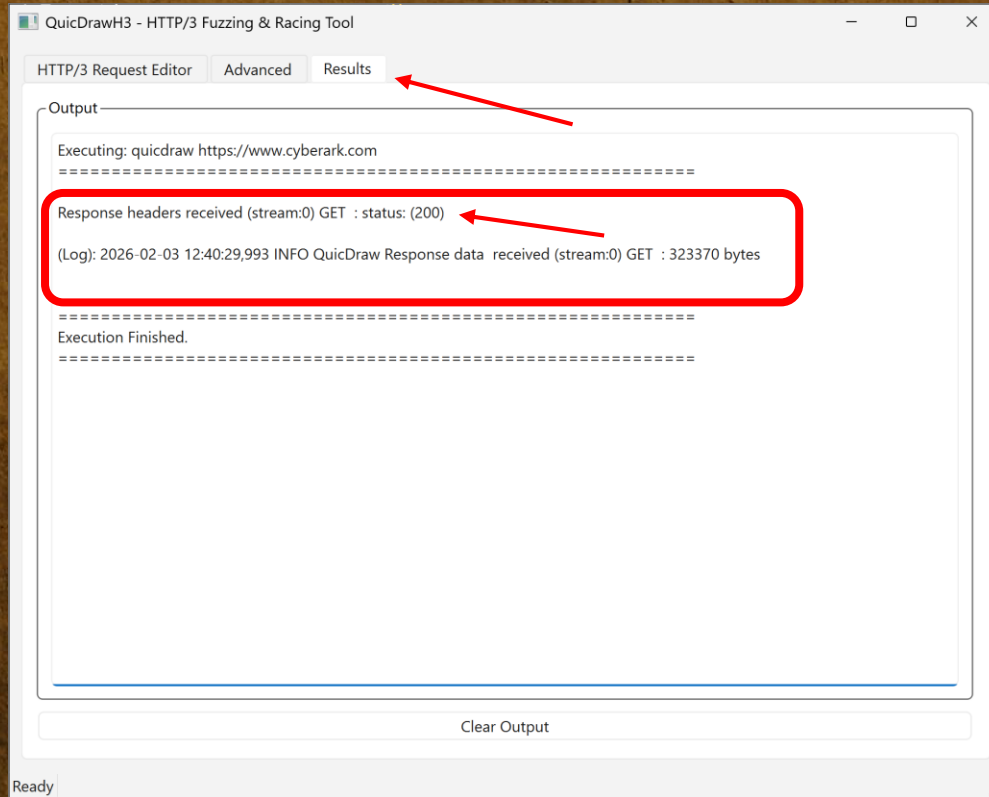 QuicDrawH3 - HTTP/3 Fuzzing & Racing Tool
HTTP/3 Request Editor Advanced Results
Output
Executing: quicdraw https://www.cyberark.com
============================================================
Response headers received (stream:0) GET  : status: (200)
(Log): 2026-02-03 12:40:29,993 INFO QuicDraw Response data  received (stream:0) GET  : 323370 bytes
============================================================
Execution Finished.
============================================================
Clear Output
Ready